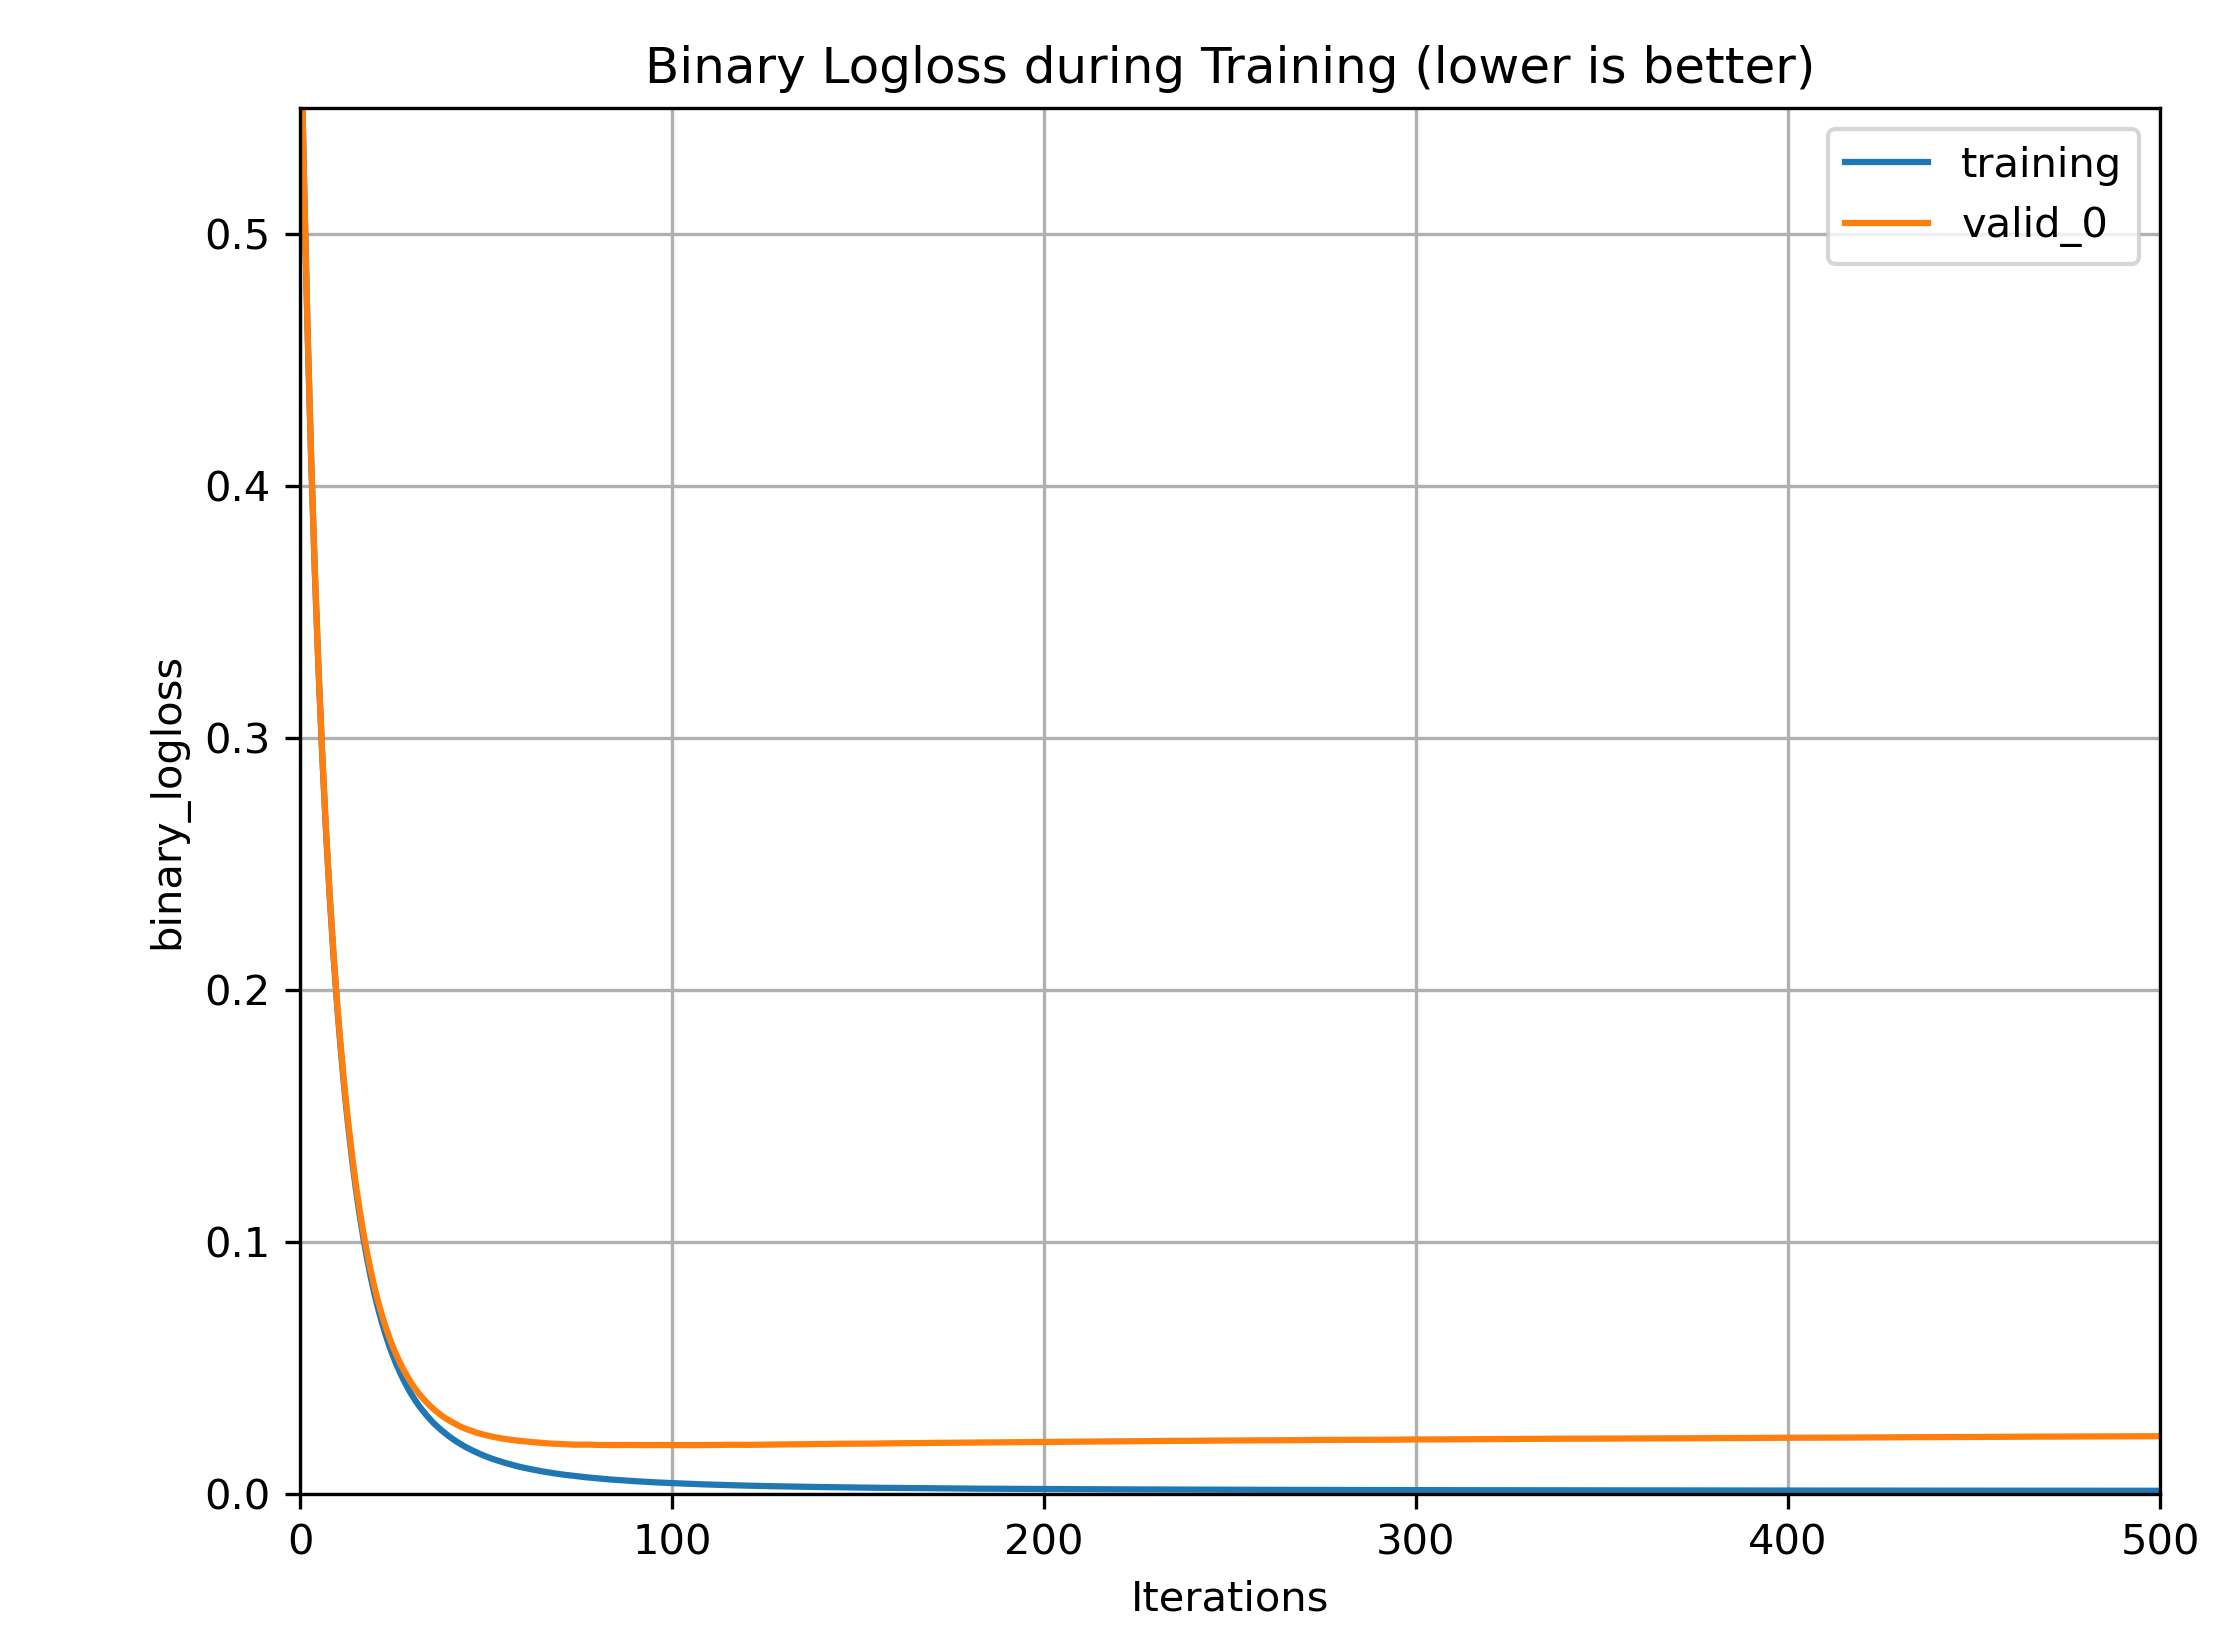 Binary Logloss during Training (lower is better)
training
valid_0
0.5
0.4
0.3
0.2
0.1
0.0
binary_logloss
0 100 200 300 400 500
Iterations